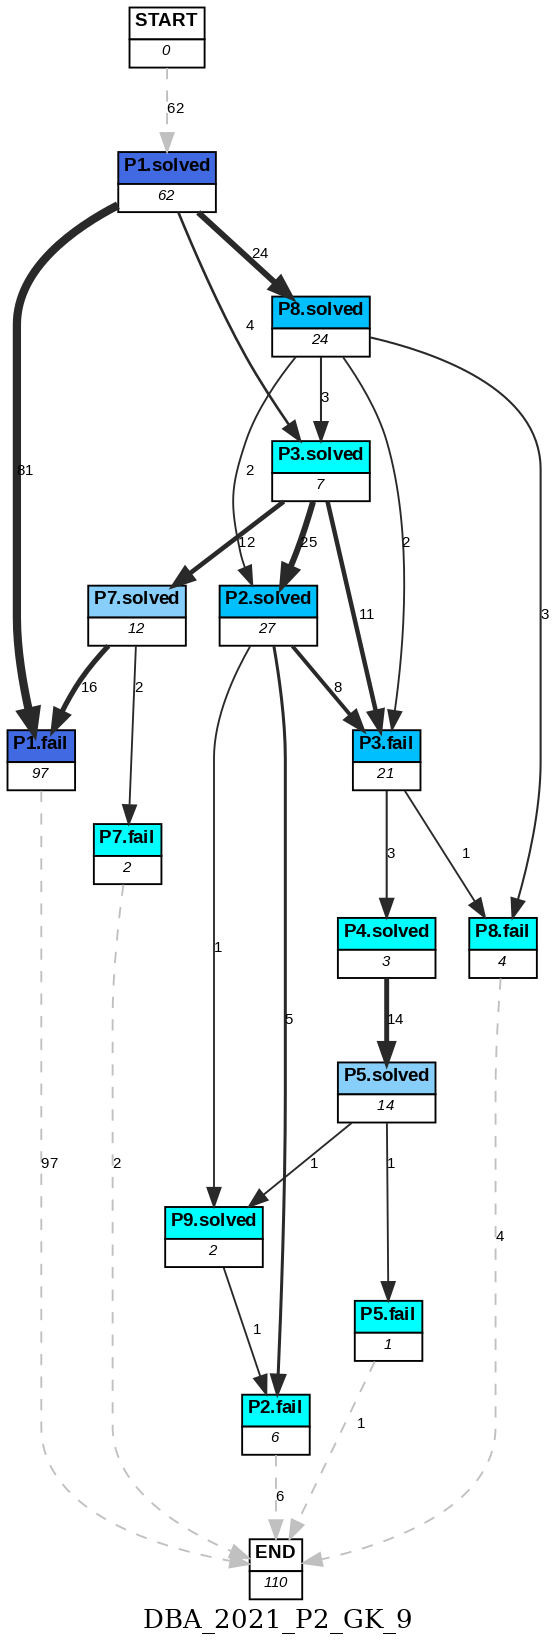 START
0
62
P1.solved
62
24
P8.solved
24
4
3
P3.solved
7
81
2
12
25
2
3
P7.solved
12
P2.solved
27
11
16
2
8
P1.fail
97
P3.fail
21
P7.fail
2
3
1
P4.solved
3
P8.fail
4
1
5
14
P5.solved
14
97
2
1
1
P9.solved
2
4
P5.fail
1
1
P2.fail
6
1
6
END
110
DBA_2021_P2_GK_9